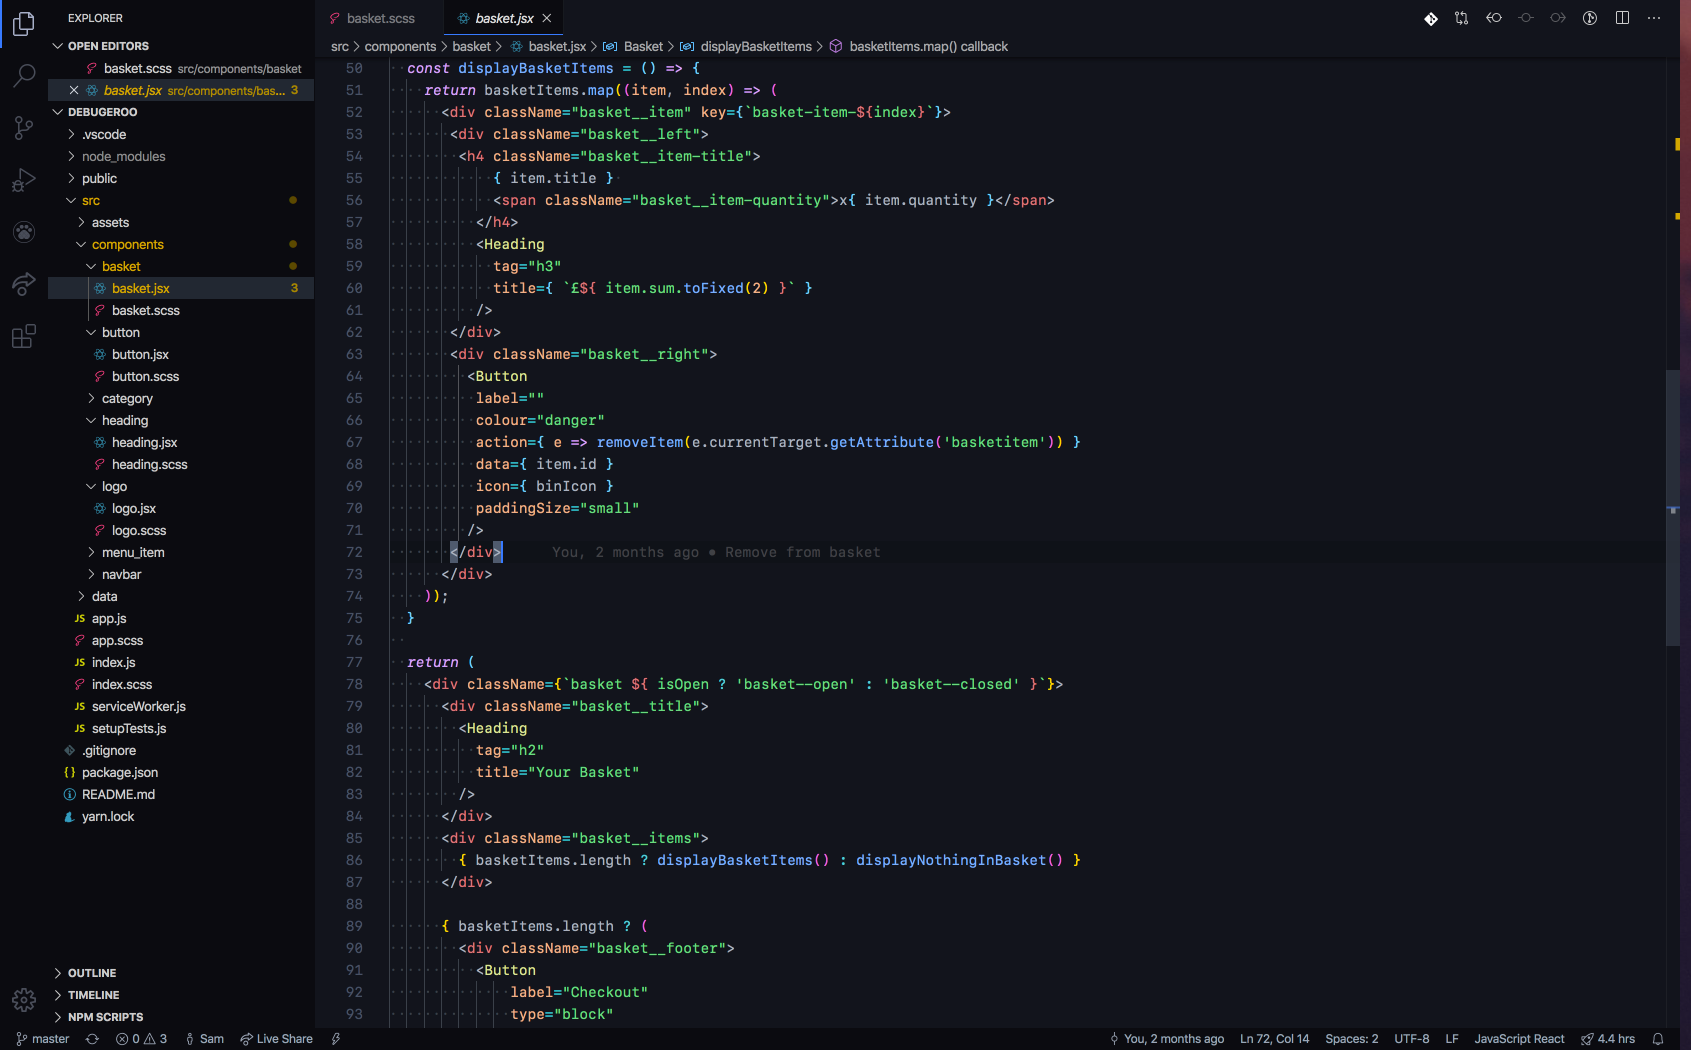 EXPLORER
OPEN EDITORS
basket.scss src/components/basket
basket.jsx src/components/bas... 3
DEBUGEROO
.vscode
node_modules
public
src
assets
components
basket
basket.jsx 3
basket.scss
button
button.jsx
button.scss
category
heading
heading.jsx
heading.scss
logo
logo.jsx
logo.scss
menu_item
navbar
data
JS app.js
app.scss
JS index.js
index.scss
JS serviceWorker.js
JS setupTests.js
.gitignore
{} package.json
README.md
yarn.lock
OUTLINE
TIMELINE
NPM SCRIPTS
basket.scss basket.jsx
src > components > basket > basket.jsx > Basket > displayBasketItems > basketItems.map() callback
50 const displayBasketItems = () => {
51 return basketItems.map((item, index) => (
52 <div className="basket__item" key={`basket-item-${index}`}>
53 <div className="basket__left">
54 <h4 className="basket__item-title">
55 { item.title }
56 <span className="basket__item-quantity">x{ item.quantity }</span>
57 </h4>
58 <Heading
59 tag="h3"
60 title={ `£${ item.sum.toFixed(2) }` }
61 />
62 </div>
63 <div className="basket__right">
64 <Button
65 label=""
66 colour="danger"
67 action={ e => removeItem(e.currentTarget.getAttribute('basketitem')) }
68 data={ item.id }
69 icon={ binIcon }
70 paddingSize="small"
71 />
72 </div> You, 2 months ago • Remove from basket
73 </div>
74 ));
75 }
76
77 return (
78 <div className={`basket ${ isOpen ? 'basket--open' : 'basket--closed' }`}>
79 <div className="basket__title">
80 <Heading
81 tag="h2"
82 title="Your Basket"
83 />
84 </div>
85 <div className="basket__items">
86 { basketItems.length ? displayBasketItems() : displayNothingInBasket() }
87 </div>
88
89 { basketItems.length ? (
90 <div className="basket__footer">
91 <Button
92 label="Checkout"
93 type="block"
master 0 3 Sam Live Share You, 2 months ago Ln 72, Col 14 Spaces: 2 UTF-8 LF JavaScript React 4.4 hrs